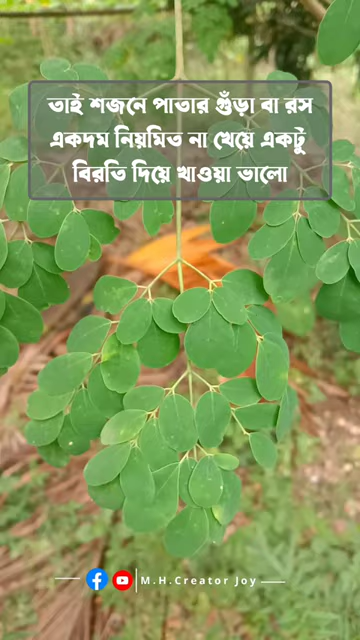 তাই শজনে পাতার গুঁড়া বা রস
একদম নিয়মিত না খেয়ে একটু
বিরতি দিয়ে খাওয়া ভালো
M.H.Creator Joy